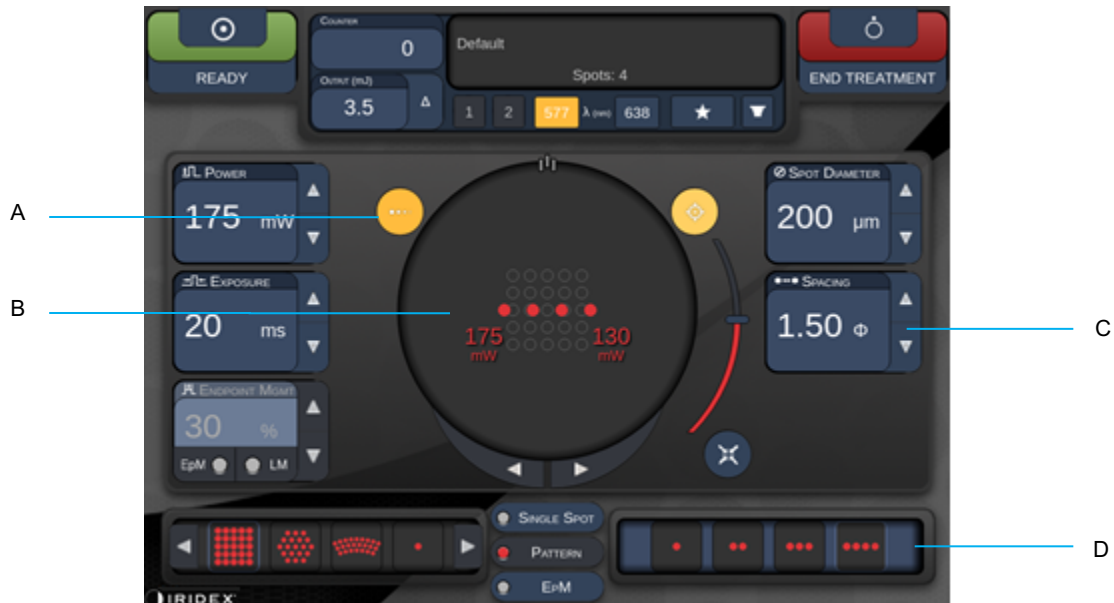 COUNTER
0
Default
READY
END TREATMENT
Spots: 4
OUTPUT (mJ)
3.5
Δ
1 2 577 λ (nm) 638
POWER
175 mW
SPOT DIAMETER
200 µm
A
EXPOSURE
20 ms
SPACING
1.50 Φ
B
C
175 mW
130 mW
ENDPOINT MGMT
30 %
EpM LM
SINGLE SPOT
PATTERN
EPM
D
IRIDEX